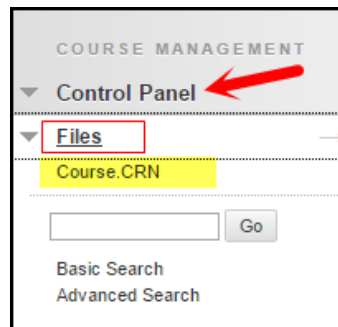 COURSE MANAGEMENT
Control Panel
Files
Course.CRN
Go
Basic Search
Advanced Search